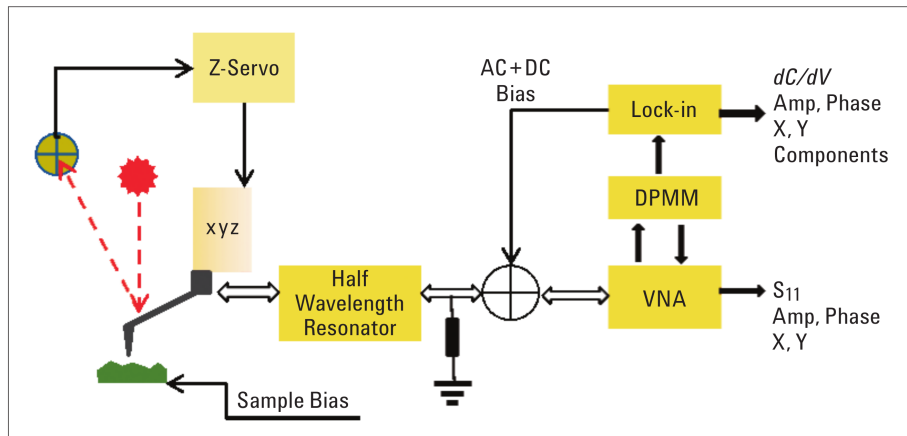 Z-Servo
AC+DC
Bias
Lock-in
dC/dV
Amp, Phase
X, Y
Components
DPMM
xyz
Half
Wavelength
Resonator
VNA
S₁₁
Amp, Phase
X, Y
Sample Bias